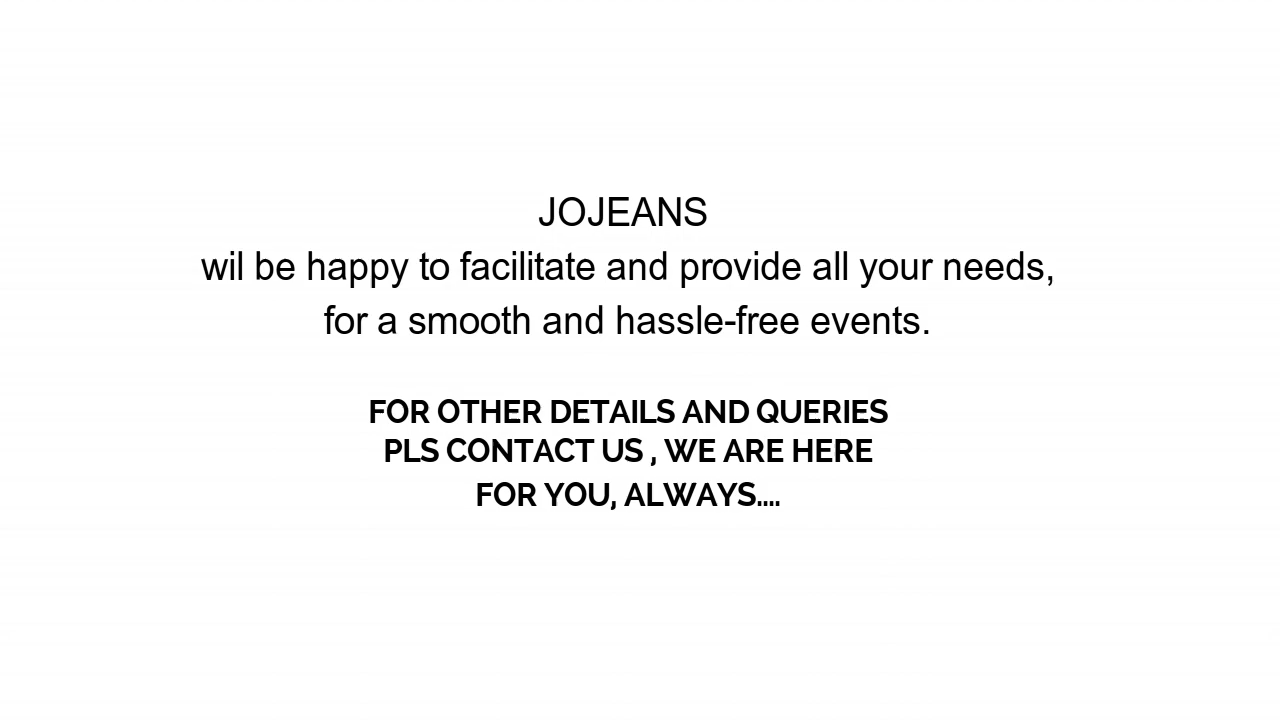 JOJEANS
wil be happy to facilitate and provide all your needs,
for a smooth and hassle-free events.
FOR OTHER DETAILS AND QUERIES
PLS CONTACT US , WE ARE HERE
FOR YOU, ALWAYS....